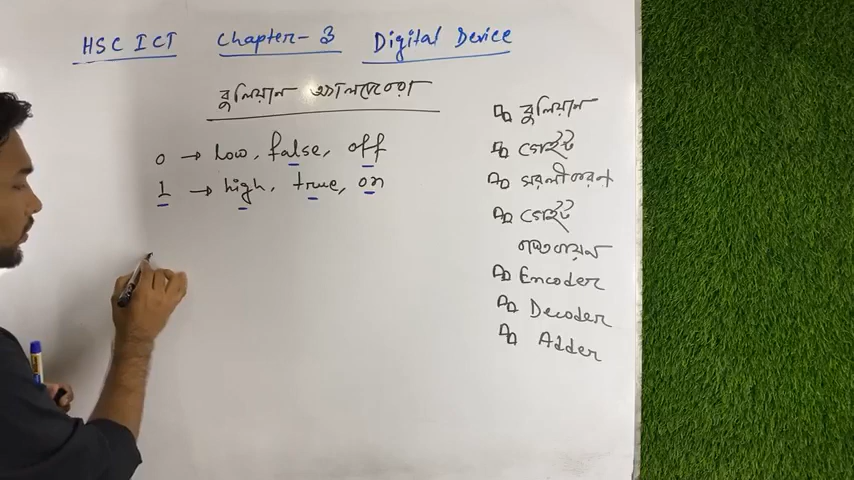 HSC ICT Chapter-3 Digital Device
বুলিয়ান অ্যালজেবরা
0 → low, false, off
1 → high, true, on
বুলিয়ান
গেইট
সরলীকরণ
গেইট
বাস্তবায়ন
Encoder
Decoder
Adder